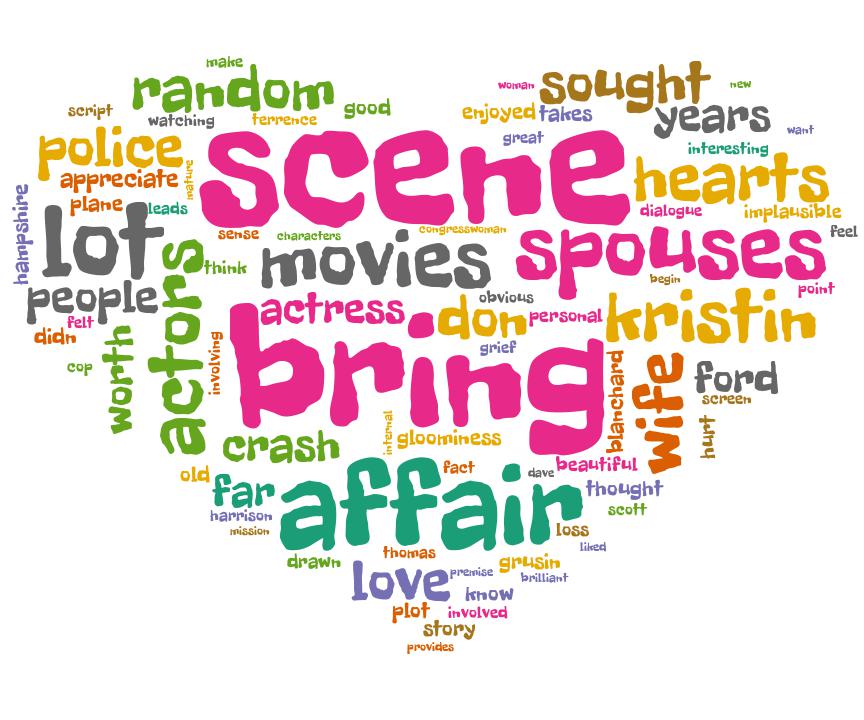 make
random
sought
woman
new
script
watching
terrence
good
enjoyed
takes
years
want
police
scene
great
interesting
appreciate
mature
hearts
plane
leads
dialogue
implausible
hampshire
lot
sense
characters
congresswoman
spouses
feel
think
movies
begin
people
actors
actress
don
obvious
personal
kristin
point
felt
didn
bring
grief
cop
worth
involving
blanchard
wife
ford
screen
crash
internal
gloominess
hurt
old
far
affair
fact
dave
beautiful
thought
harrison
scott
mission
loss
liked
drawn
thomas
grusin
love
premise
brilliant
know
plot
involved
story
provides